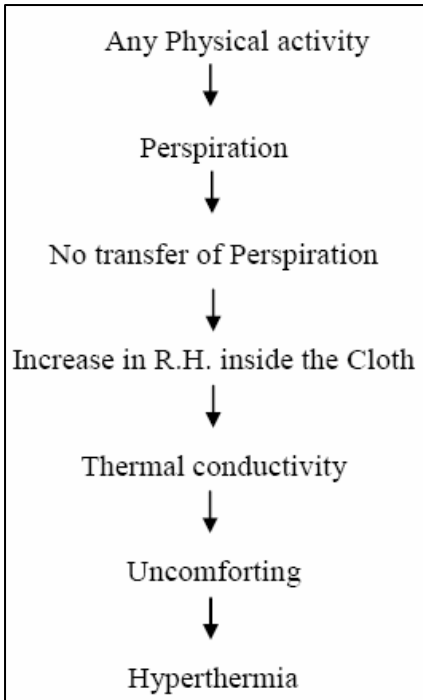 Any Physical activity
Perspiration
No transfer of Perspiration
Increase in R.H. inside the Cloth
Thermal conductivity
Uncomforting
Hyperthermia